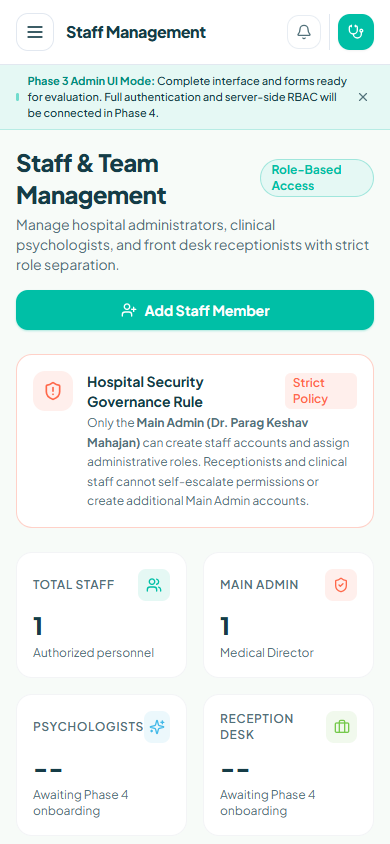 Staff Management
Phase 3 Admin UI Mode: Complete interface and forms ready
for evaluation. Full authentication and server-side RBAC will
be connected in Phase 4.
Staff & Team
Management
Role-Based
Access
Manage hospital administrators, clinical
psychologists, and front desk receptionists with strict
role separation.
Add Staff Member
Hospital Security
Governance Rule
Strict
Policy
Only the Main Admin (Dr. Parag Keshav
Mahajan) can create staff accounts and assign
administrative roles. Receptionists and clinical
staff cannot self-escalate permissions or
create additional Main Admin accounts.
TOTAL STAFF
1
Authorized personnel
MAIN ADMIN
1
Medical Director
PSYCHOLOGISTS
--
Awaiting Phase 4
onboarding
RECEPTION
DESK
--
Awaiting Phase 4
onboarding